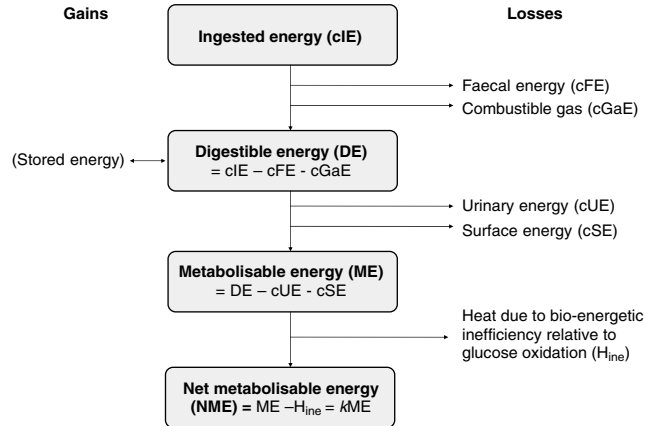 Gains
Losses
Ingested energy (cIE)
Faecal energy (cFE)
Combustible gas (cGaE)
(Stored energy)
Digestible energy (DE)
= cIE – cFE - cGaE
Urinary energy (cUE)
Surface energy (cSE)
Metabolisable energy (ME)
= DE – cUE - cSE
Heat due to bio-energetic
inefficiency relative to
glucose oxidation (Hine)
Net metabolisable energy
(NME) = ME –Hine = kME